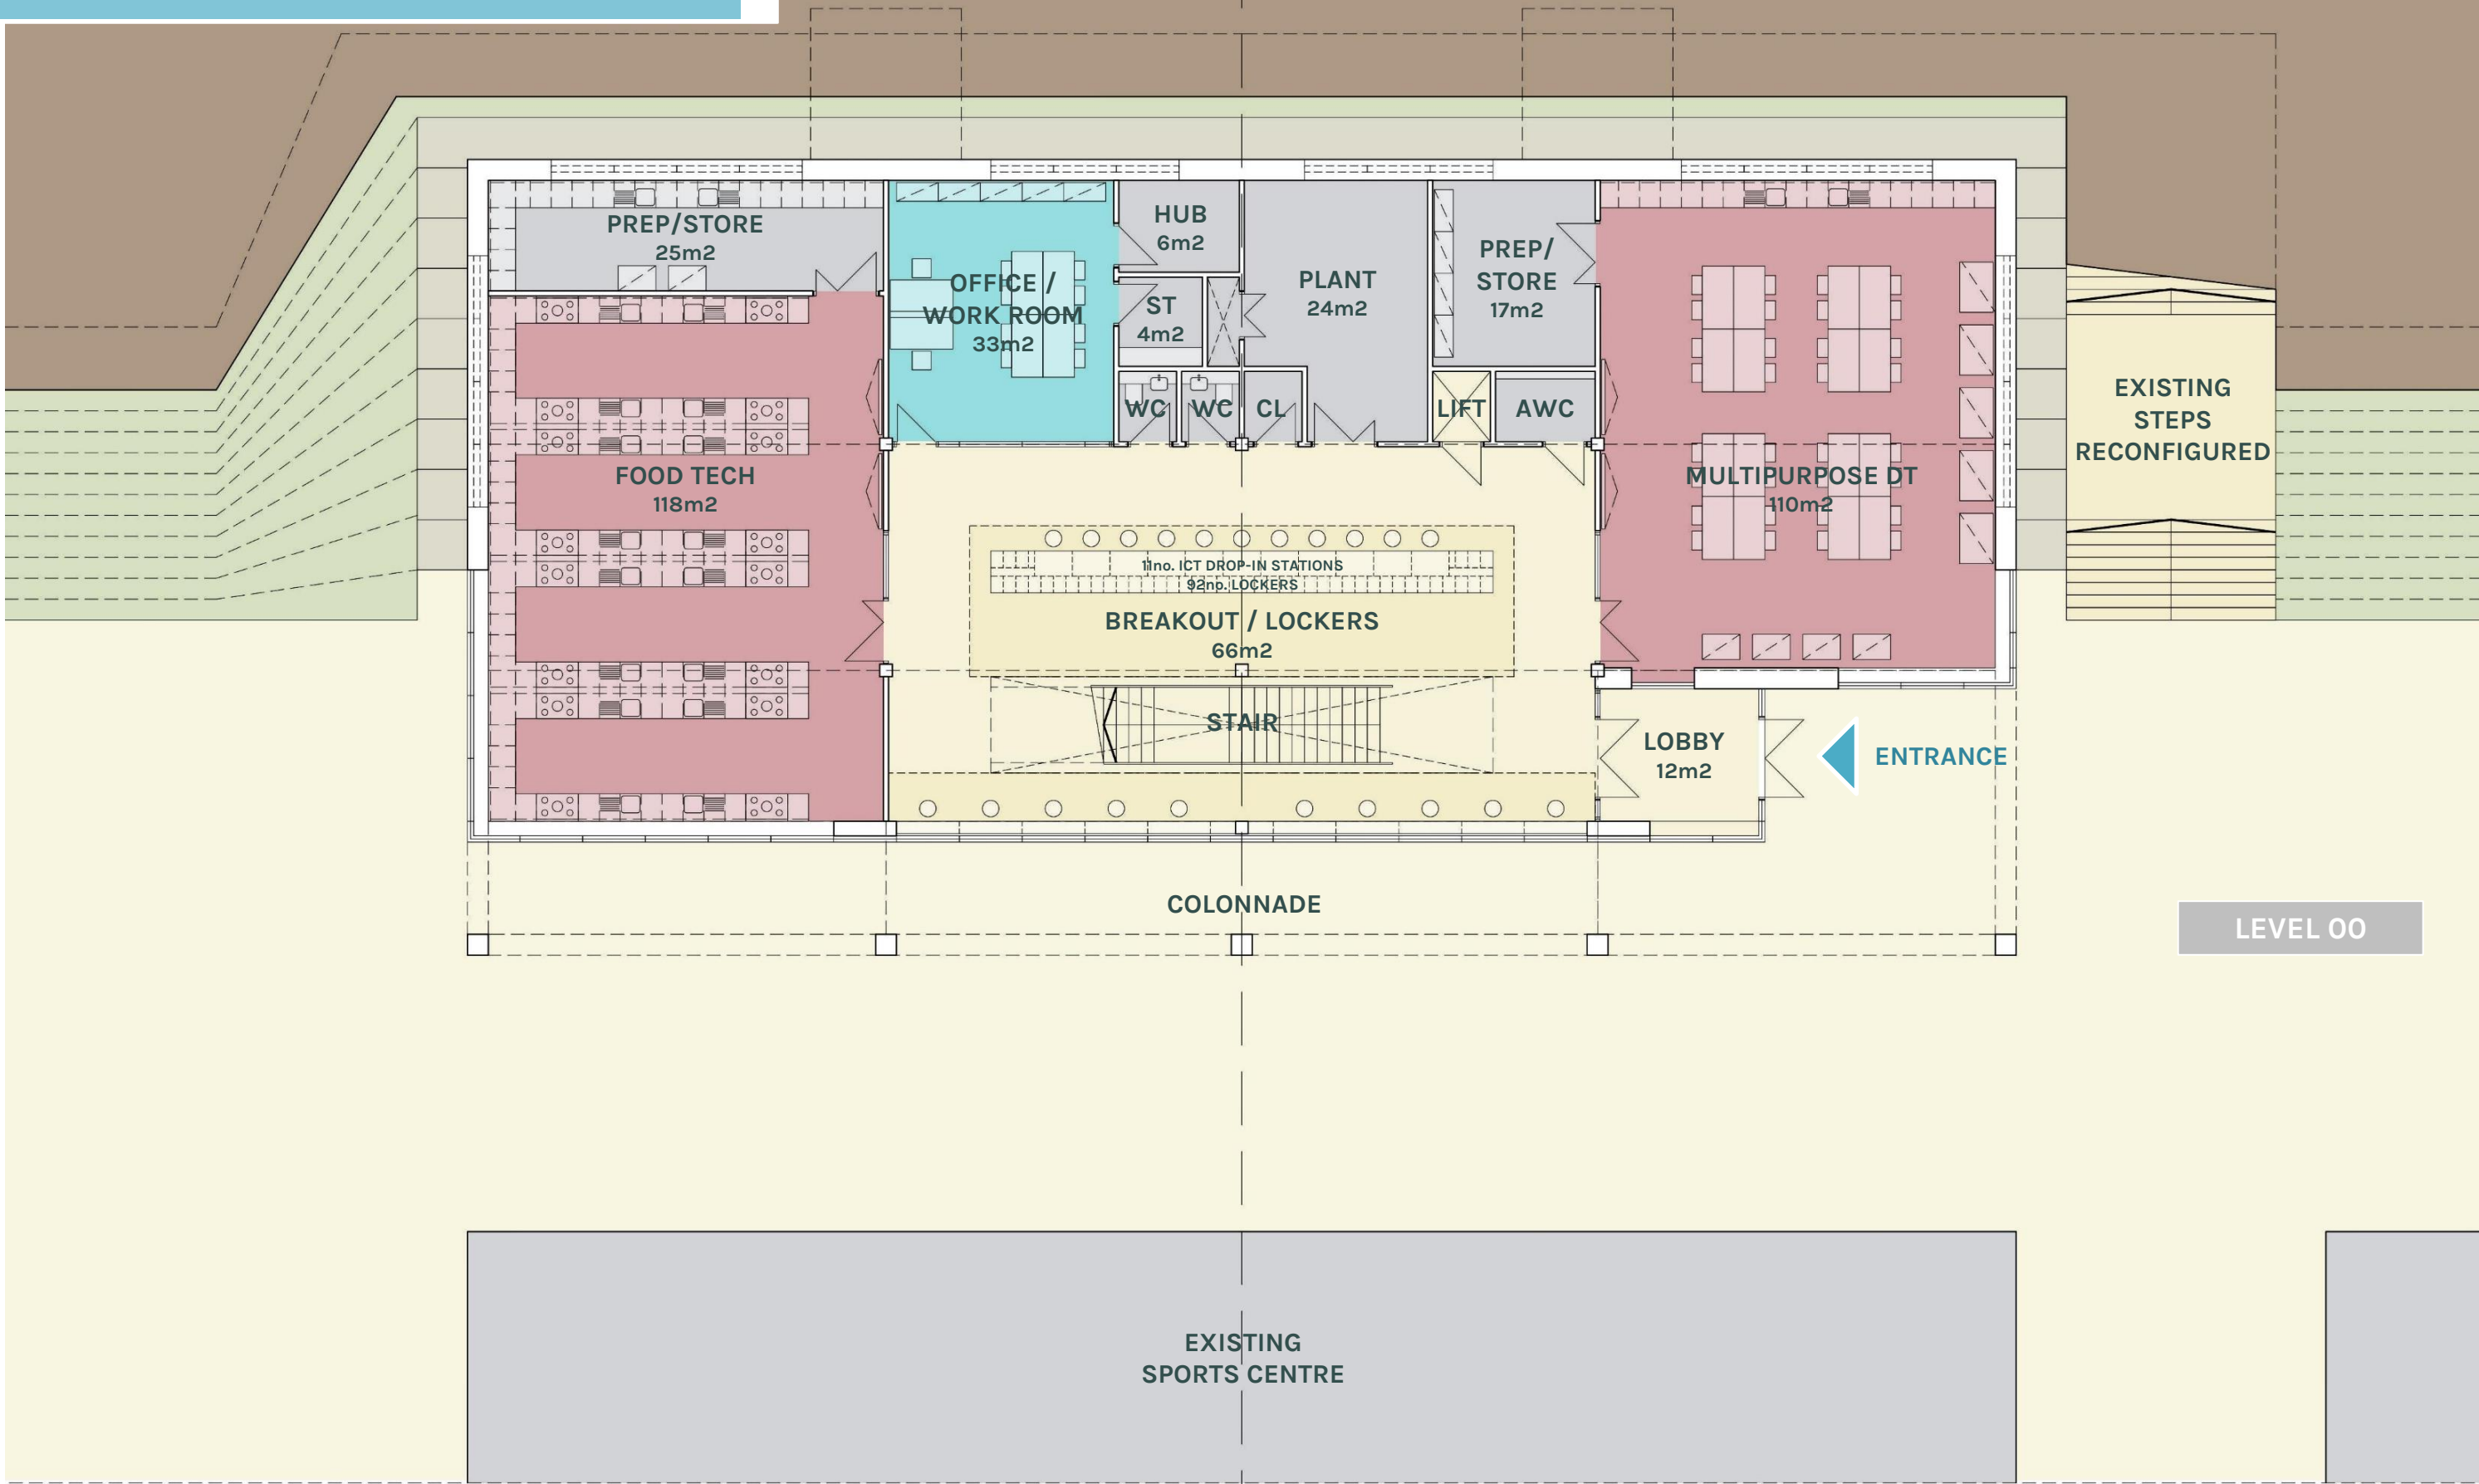 PREP/STORE
25m2
OFFICE /
WORK ROOM
33m2
HUB
6m2
ST
4m2
PLANT
24m2
PREP/
STORE
17m2
WC
WC
CL
LIFT
AWC
EXISTING
STEPS
RECONFIGURED
FOOD TECH
118m2
MULTIPURPOSE DT
110m2
11no. ICT DROP-IN STATIONS
92no. LOCKERS
BREAKOUT / LOCKERS
66m2
STAIR
LOBBY
12m2
ENTRANCE
COLONNADE
LEVEL 00
EXISTING
SPORTS CENTRE